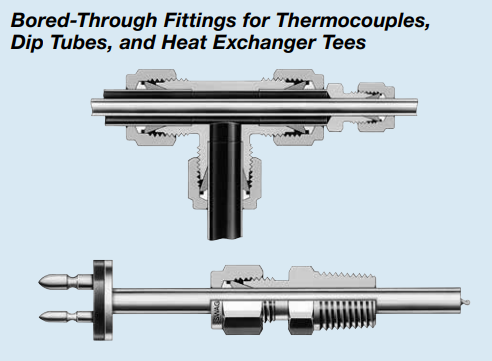 Bored-Through Fittings for Thermocouples,
Dip Tubes, and Heat Exchanger Tees